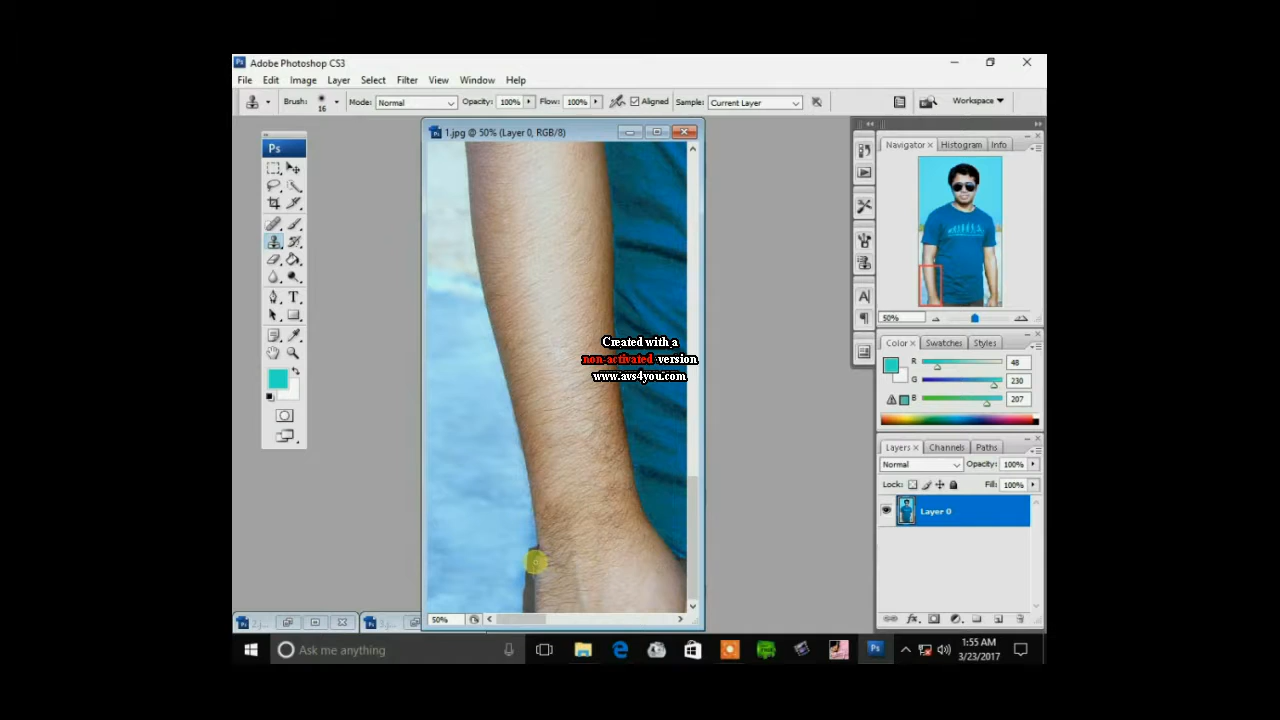 Adobe Photoshop CS3
File Edit Image Layer Select Filter View Window Help
Brush: 16 Mode: Normal Opacity: 100% Flow: 100% Aligned Sample: Current Layer Workspace
1.jpg @ 50% (Layer 0, RGB/8)
Ps
Navigator Histogram Info
50%
Color Swatches Styles
R 48
G 230
B 207
Layers Channels Paths
Normal Opacity: 100%
Lock: Fill: 100%
Layer 0
Created with a
non-activated version
www.avs4you.com
50%
Ask me anything
1:55 AM
3/23/2017